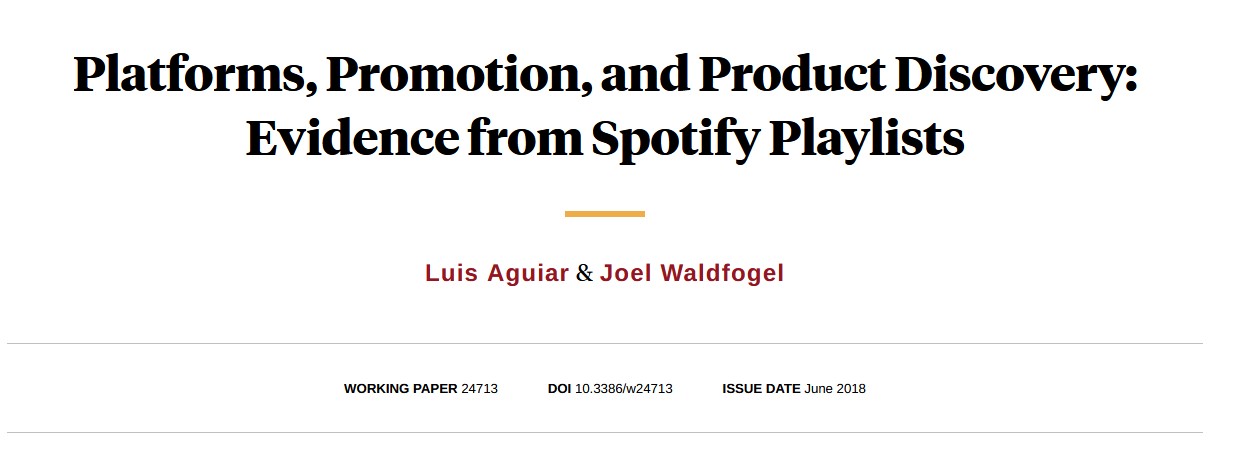 Platforms, Promotion, and Product Discovery:
Evidence from Spotify Playlists
Luis Aguiar & Joel Waldfogel
WORKING PAPER 24713 DOI 10.3386/w24713 ISSUE DATE June 2018